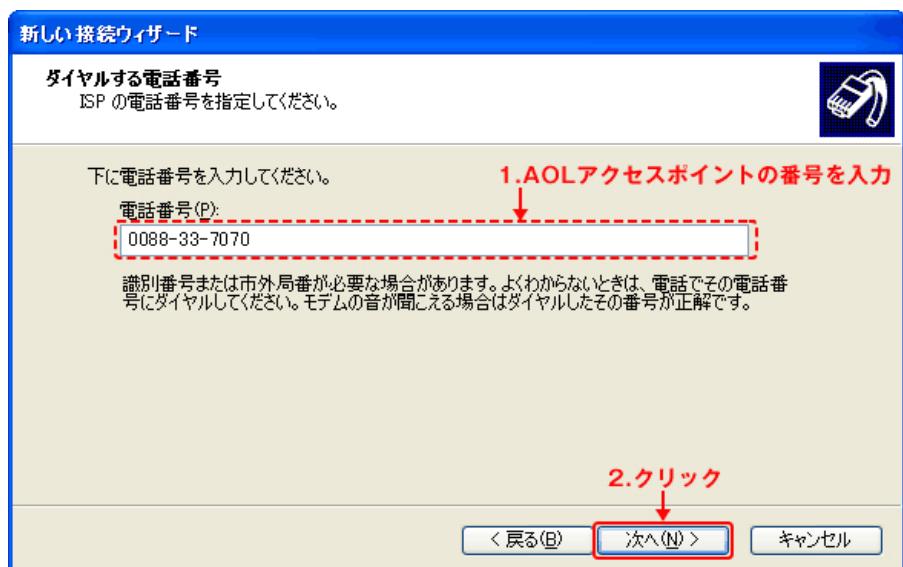 新しい接続ウィザード
ダイヤルする電話番号
ISP の電話番号を指定してください。
下に電話番号を入力してください。
1.AOLアクセスポイントの番号を入力
電話番号(P):
0088-33-7070
識別番号または市外局番が必要な場合があります。よくわからないときは、電話でその電話番
号にダイヤルしてください。モデムの音が聞こえる場合はダイヤルしたその番号が正解です。
2.クリック
< 戻る(B)
次へ(N) >
キャンセル